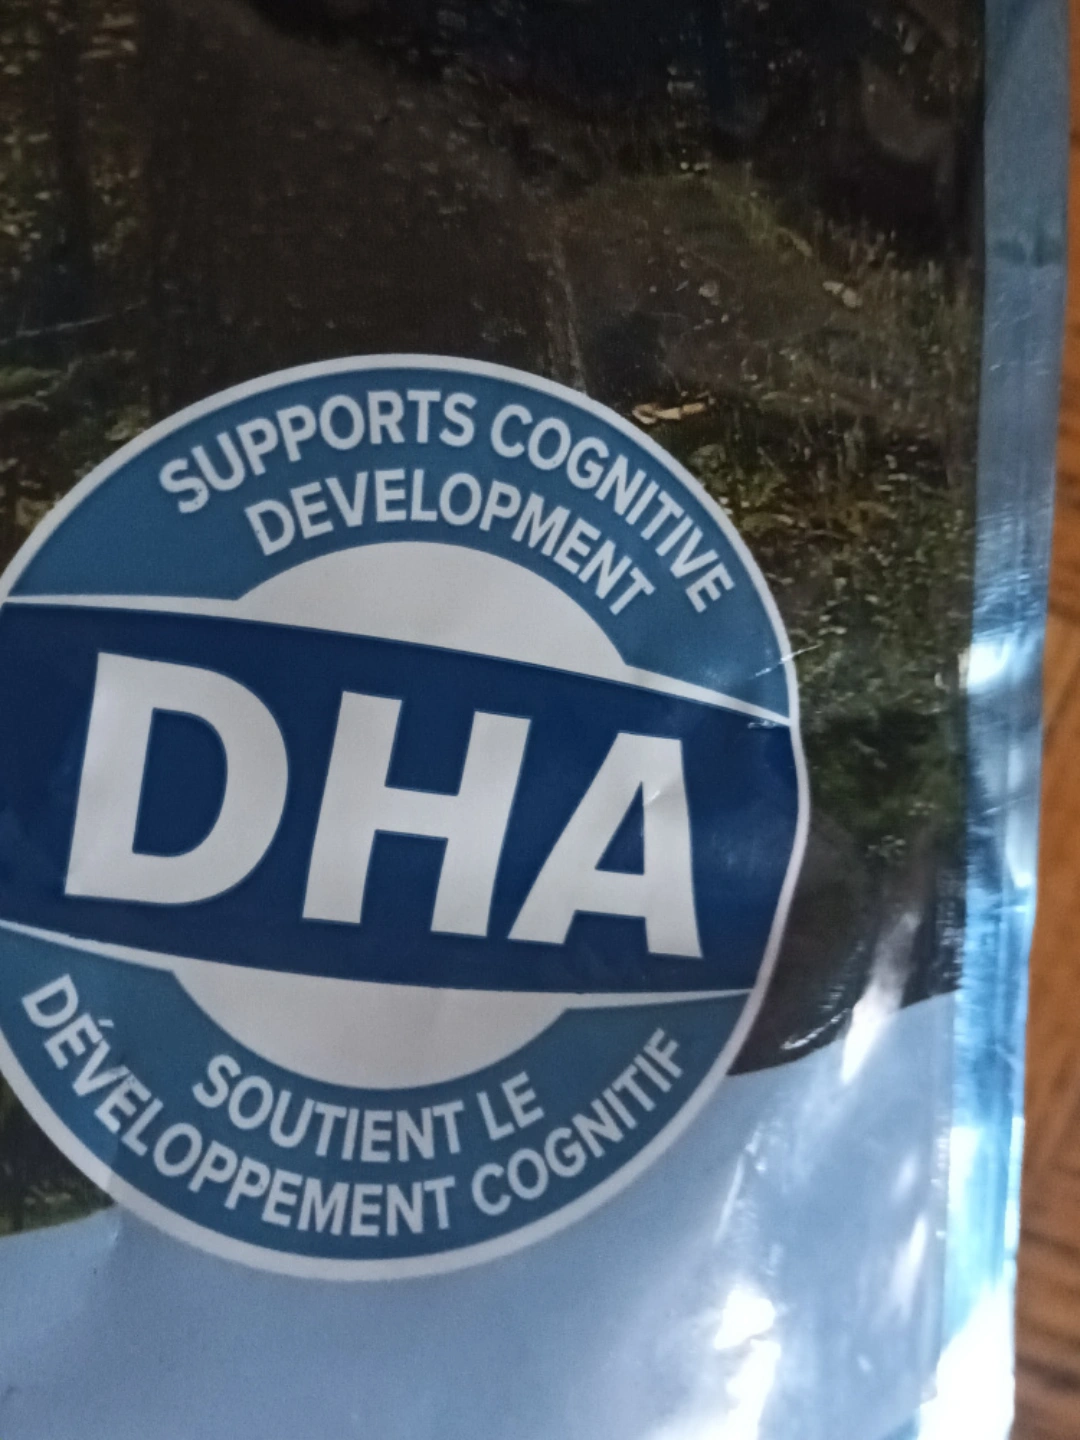 SUPPORTS COGNITIVE
DEVELOPMENT
DHA
SOUTIENT LE
DÉVELOPPEMENT COGNITIF